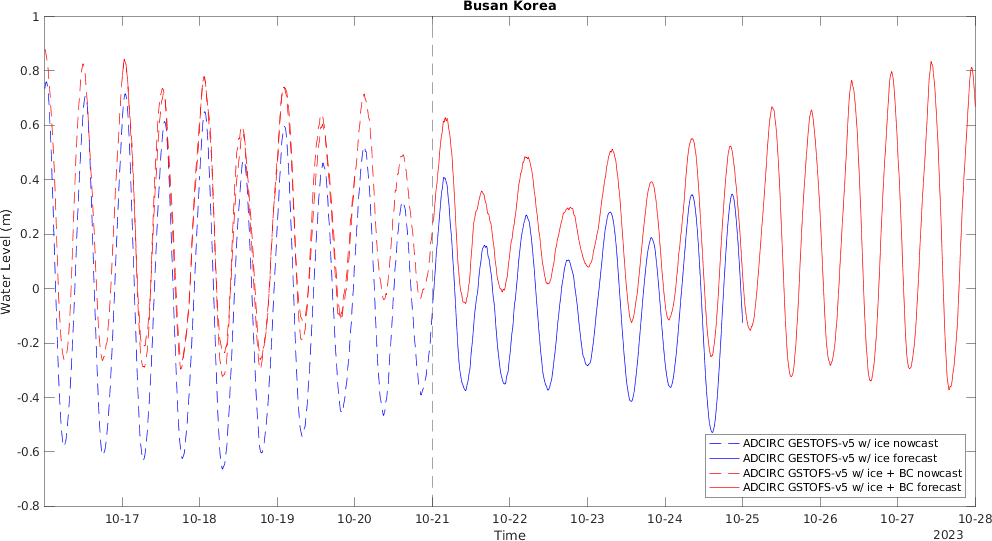 Busan Korea
Water Level (m)
1
0.8
0.6
0.4
0.2
0
-0.2
-0.4
-0.6
-0.8
10-17 10-18 10-19 10-20 10-21 10-22 10-23 10-24 10-25 10-26 10-27 10-28
Time
2023
ADCIRC GESTOFS-v5 w/ ice nowcast
ADCIRC GESTOFS-v5 w/ ice forecast
ADCIRC GSTOFS-v5 w/ ice + BC nowcast
ADCIRC GSTOFS-v5 w/ ice + BC forecast